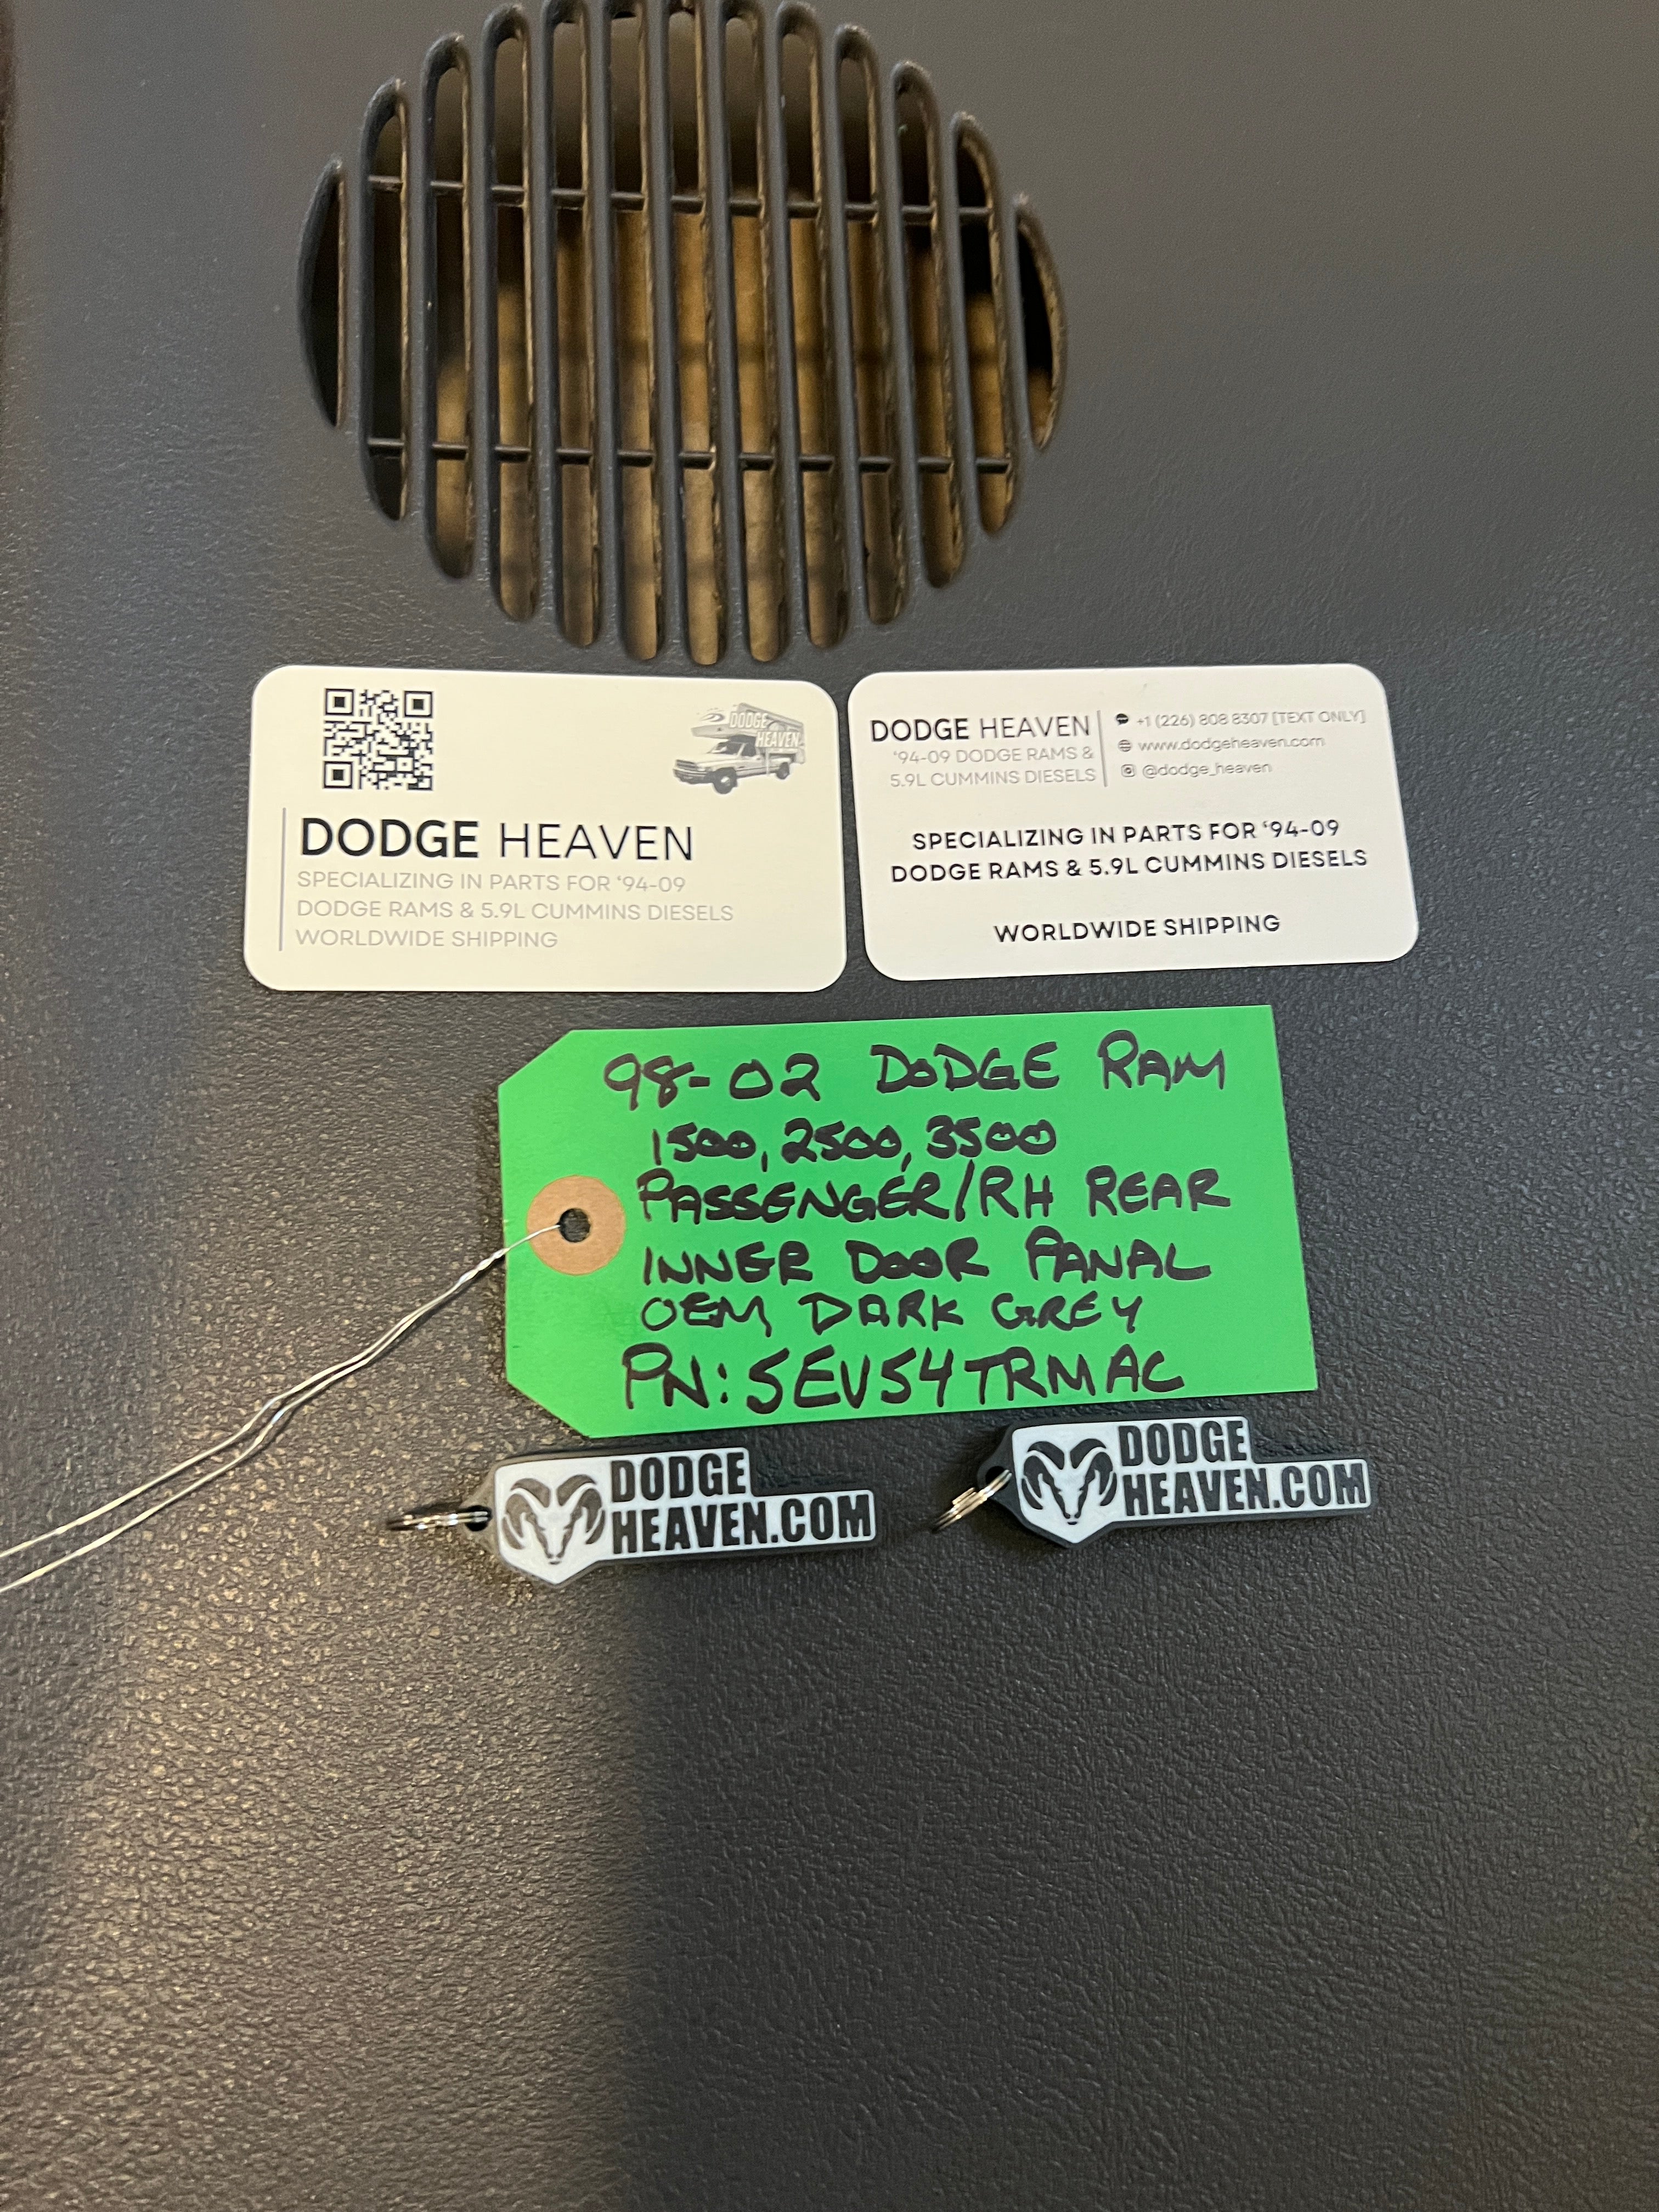 DODGE
HEAVEN
DODGE HEAVEN
SPECIALIZING IN PARTS FOR ‘94-09
DODGE RAMS & 5.9L CUMMINS DIESELS
WORLDWIDE SHIPPING
DODGE HEAVEN
‘94-09 DODGE RAMS &
5.9L CUMMINS DIESELS
+1 (226) 808 8307 [TEXT ONLY]
www.dodgeheaven.com
@dodge_heaven
SPECIALIZING IN PARTS FOR ‘94-09
DODGE RAMS & 5.9L CUMMINS DIESELS
WORLDWIDE SHIPPING
98-02 DODGE RAM
1500, 2500, 3500
PASSENGER/RH REAR
INNER DOOR PANAL
OEM, DARK GREY
PN: 5EV54TRMAC
DODGE
HEAVEN.COM
DODGE
HEAVEN.COM